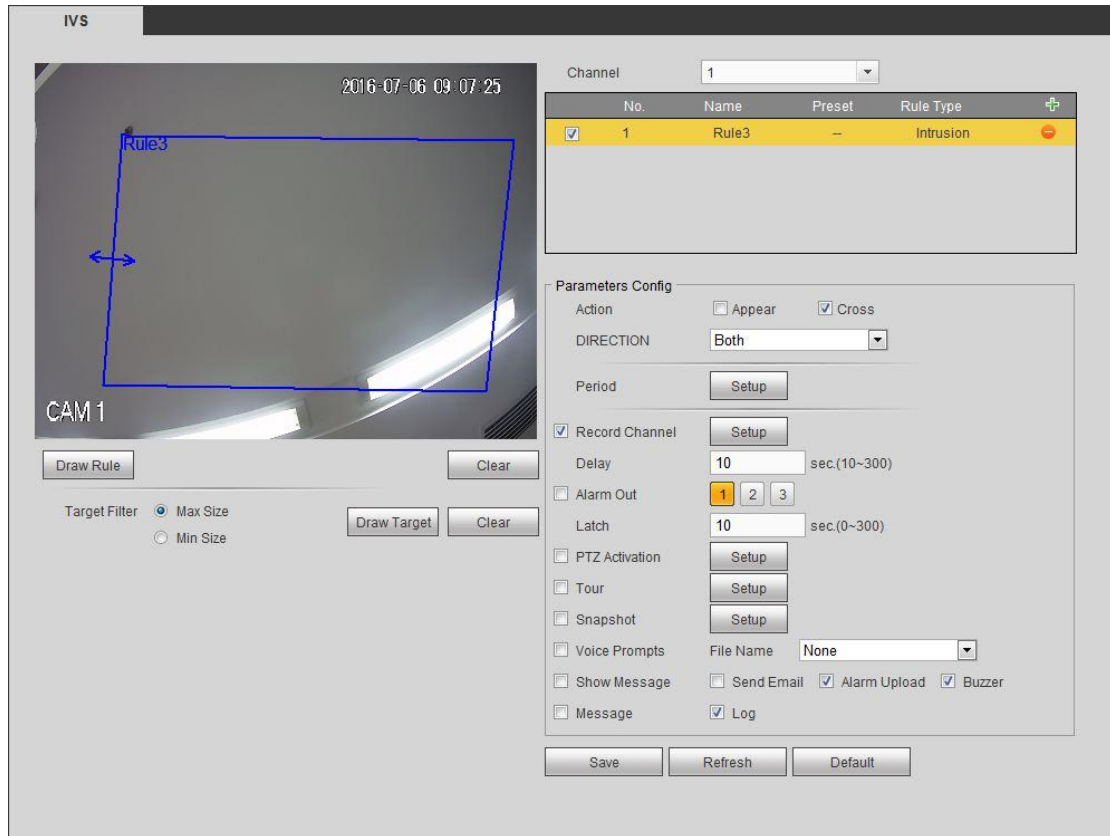 IVS
2016-07-06 09:07:25
Rule3
CAM 1
Draw Rule Clear
Target Filter Max Size
Min Size
Draw Target Clear
Channel 1
No. Name Preset Rule Type
1 Rule3 -- Intrusion
Parameters Config
Action Appear Cross
DIRECTION Both
Period Setup
Record Channel Setup
Delay 10 sec.(10~300)
Alarm Out 1 2 3
Latch 10 sec.(0~300)
PTZ Activation Setup
Tour Setup
Snapshot Setup
Voice Prompts File Name None
Show Message Send Email Alarm Upload Buzzer
Message Log
Save Refresh Default